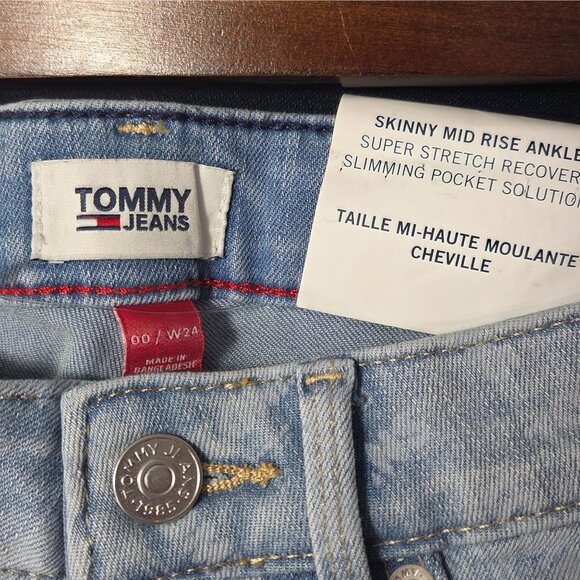 SKINNY MID RISE ANKLE
SUPER STRETCH RECOVER
SLIMMING POCKET SOLUTION
TAILLE MI-HAUTE MOULANTE
CHEVILLE
TOMMY
JEANS
00 / W24
MADE IN
BANGLADESH
TOMMY JEANS
·1985·